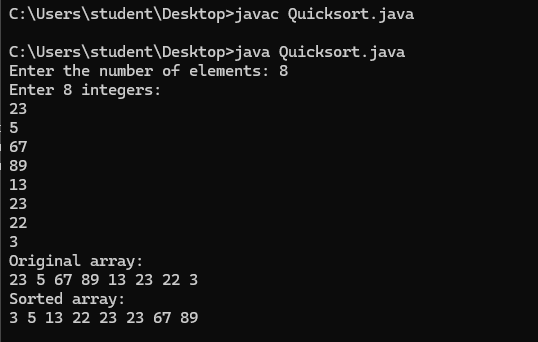 C:\Users\student\Desktop>javac Quicksort.java
C:\Users\student\Desktop>java Quicksort.java
Enter the number of elements: 8
Enter 8 integers:
23
5
67
89
13
23
22
3
Original array:
23 5 67 89 13 23 22 3
Sorted array:
3 5 13 22 23 23 67 89